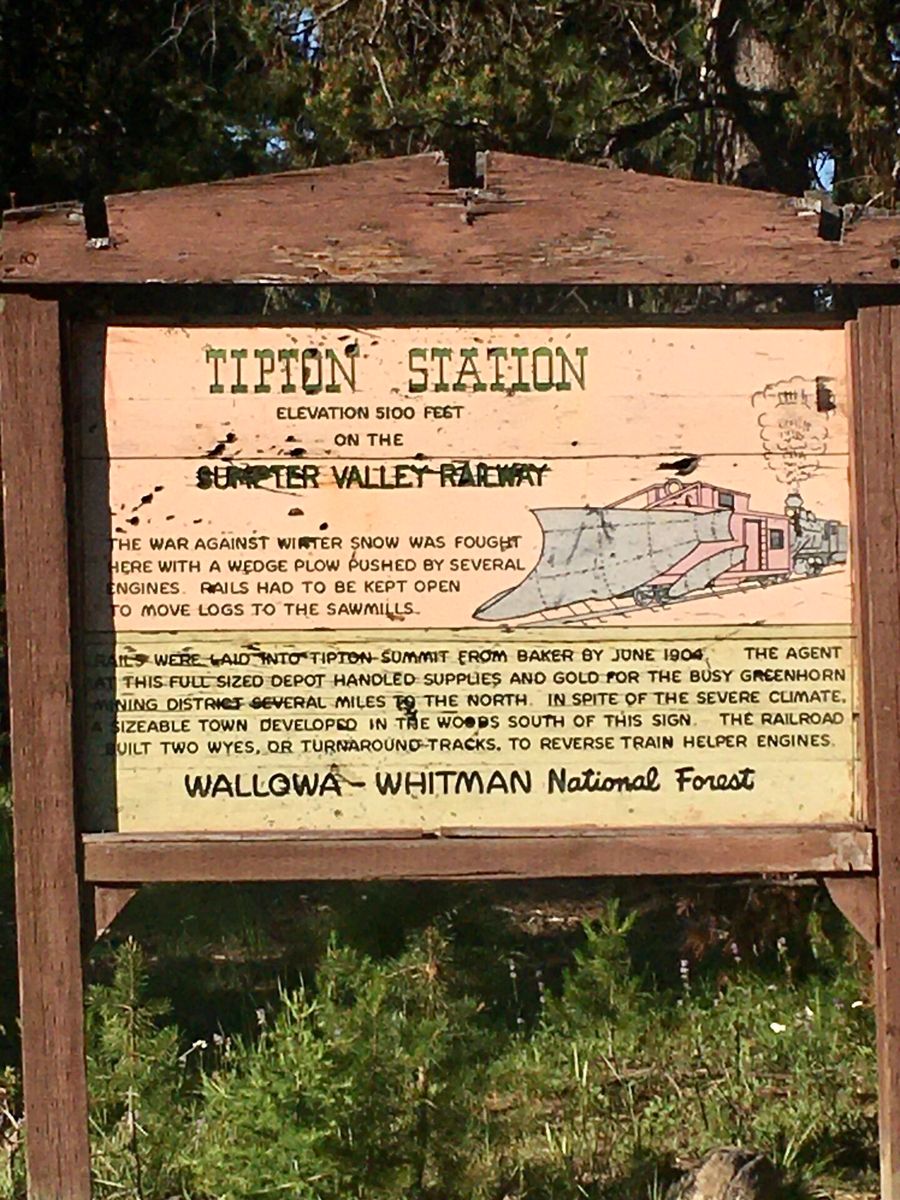 TIPTON STATION
ELEVATION 5100 FEET
ON THE
SUMPTER VALLEY RAILWAY
THE WAR AGAINST WINTER SNOW WAS FOUGHT
HERE WITH A WEDGE PLOW PUSHED BY SEVERAL
ENGINES. RAILS HAD TO BE KEPT OPEN
TO MOVE LOGS TO THE SAWMILLS.
RAILS WERE LAID INTO TIPTON SUMMIT FROM BAKER BY JUNE 1904. THE AGENT
AT THIS FULL SIZED DEPOT HANDLED SUPPLIES AND GOLD FOR THE BUSY GREENHORN
MINING DISTRICT SEVERAL MILES TO THE NORTH. IN SPITE OF THE SEVERE CLIMATE,
A SIZEABLE TOWN DEVELOPED IN THE WOODS SOUTH OF THIS SIGN. THE RAILROAD
BUILT TWO WYES, OR TURNAROUND TRACKS, TO REVERSE TRAIN HELPER ENGINES.
WALLOWA - WHITMAN National Forest